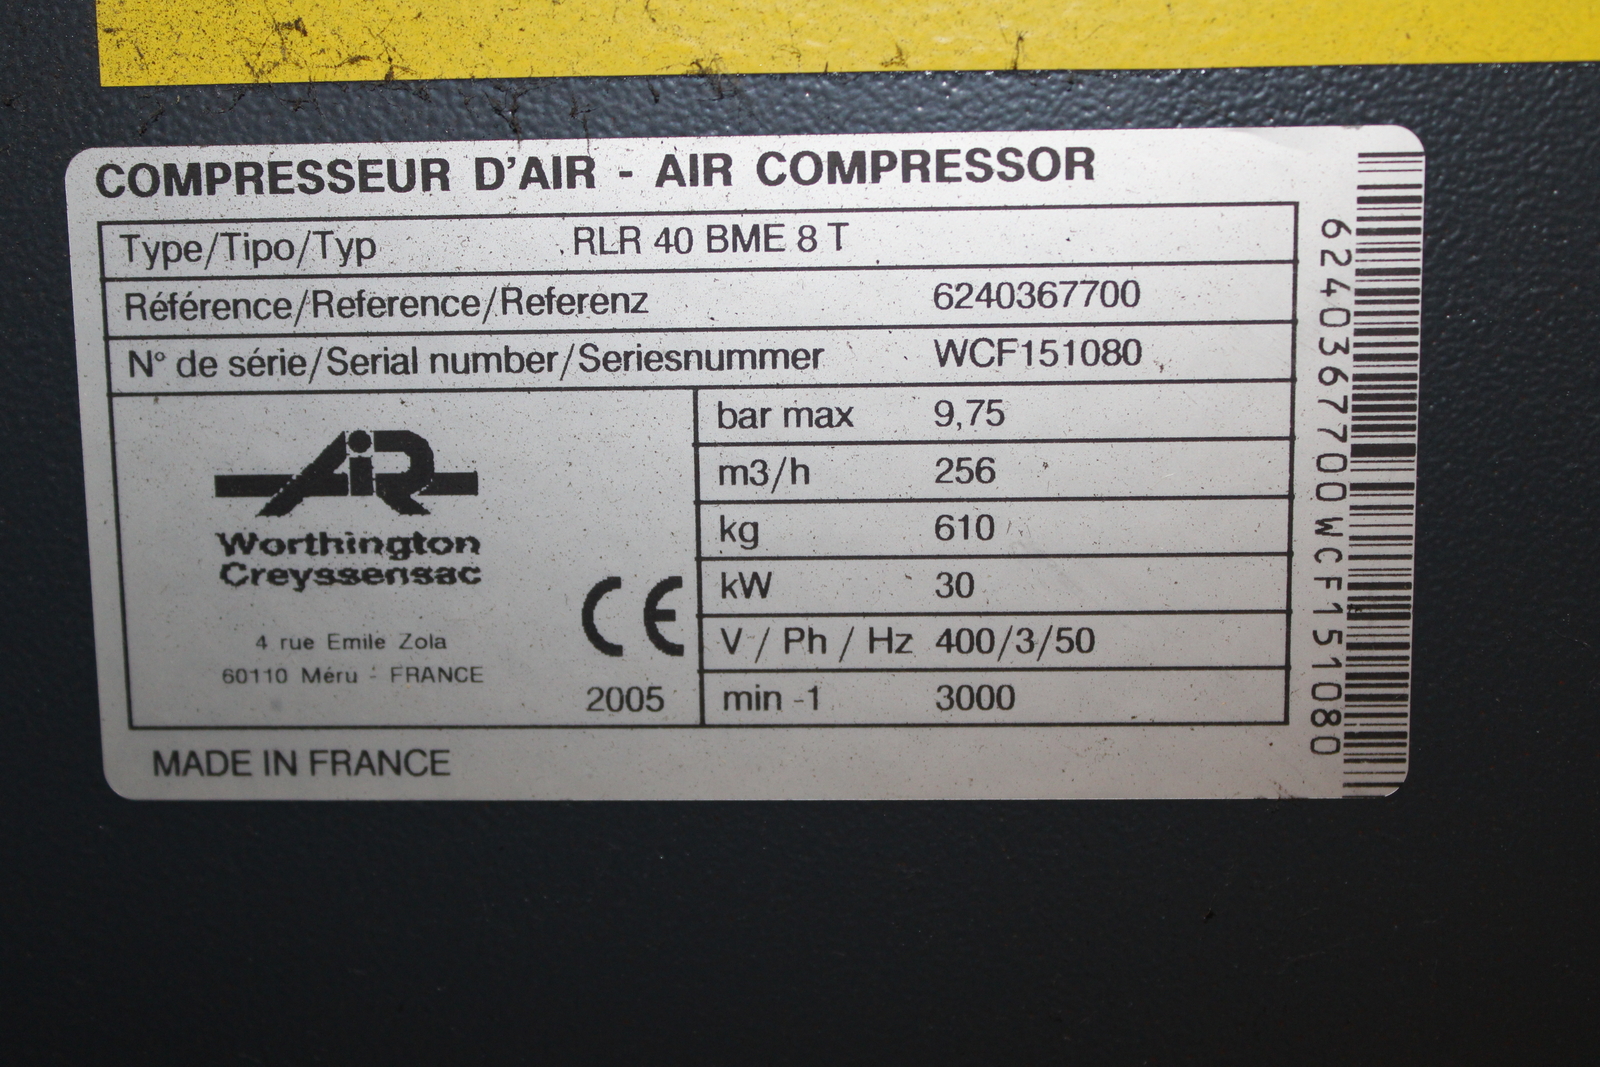 COMPRESSEUR D'AIR - AIR COMPRESSOR
Type/Tipo/Typ RLR 40 BME 8 T
Référence/Reference/Referenz 6240367700
N° de série/Serial number/Seriesnummer WCF151080
AiR
Worthington
Creyssensac
4 rue Emile Zola
60110 Méru - FRANCE
CE
2005
bar max 9,75
m3/h 256
kg 610
kW 30
V / Ph / Hz 400/3/50
min -1 3000
MADE IN FRANCE
6240367700WCF151080